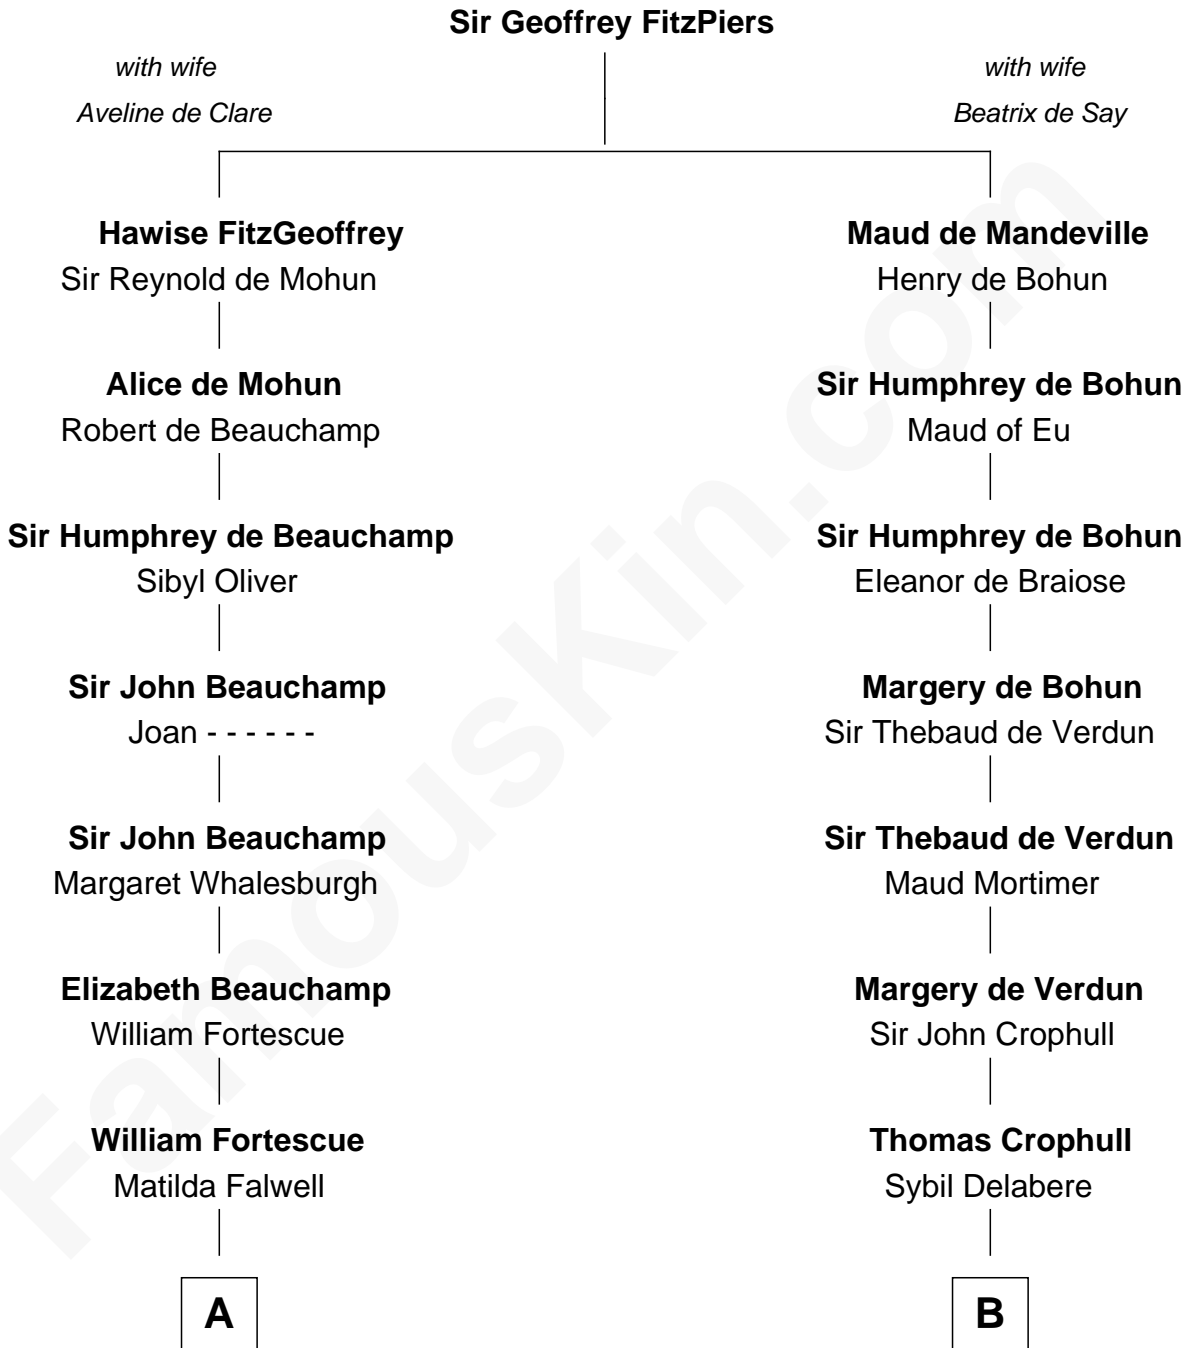 Sir Geoffrey FitzPiers
with wife
Aveline de Clare
with wife
Beatrix de Say
Hawise FitzGeoffrey
Sir Reynold de Mohun
Maud de Mandeville
Henry de Bohun
Alice de Mohun
Robert de Beauchamp
Sir Humphrey de Bohun
Maud of Eu
Sir Humphrey de Beauchamp
Sibyl Oliver
Sir Humphrey de Bohun
Eleanor de Braiose
Sir John Beauchamp
Joan - - - - - -
Margery de Bohun
Sir Thebaud de Verdun
Sir John Beauchamp
Margaret Whalesburgh
Sir Thebaud de Verdun
Maud Mortimer
Elizabeth Beauchamp
William Fortescue
Margery de Verdun
Sir John Crophull
William Fortescue
Matilda Falwell
Thomas Crophull
Sybil Delabere
A
B
FamousKin.com